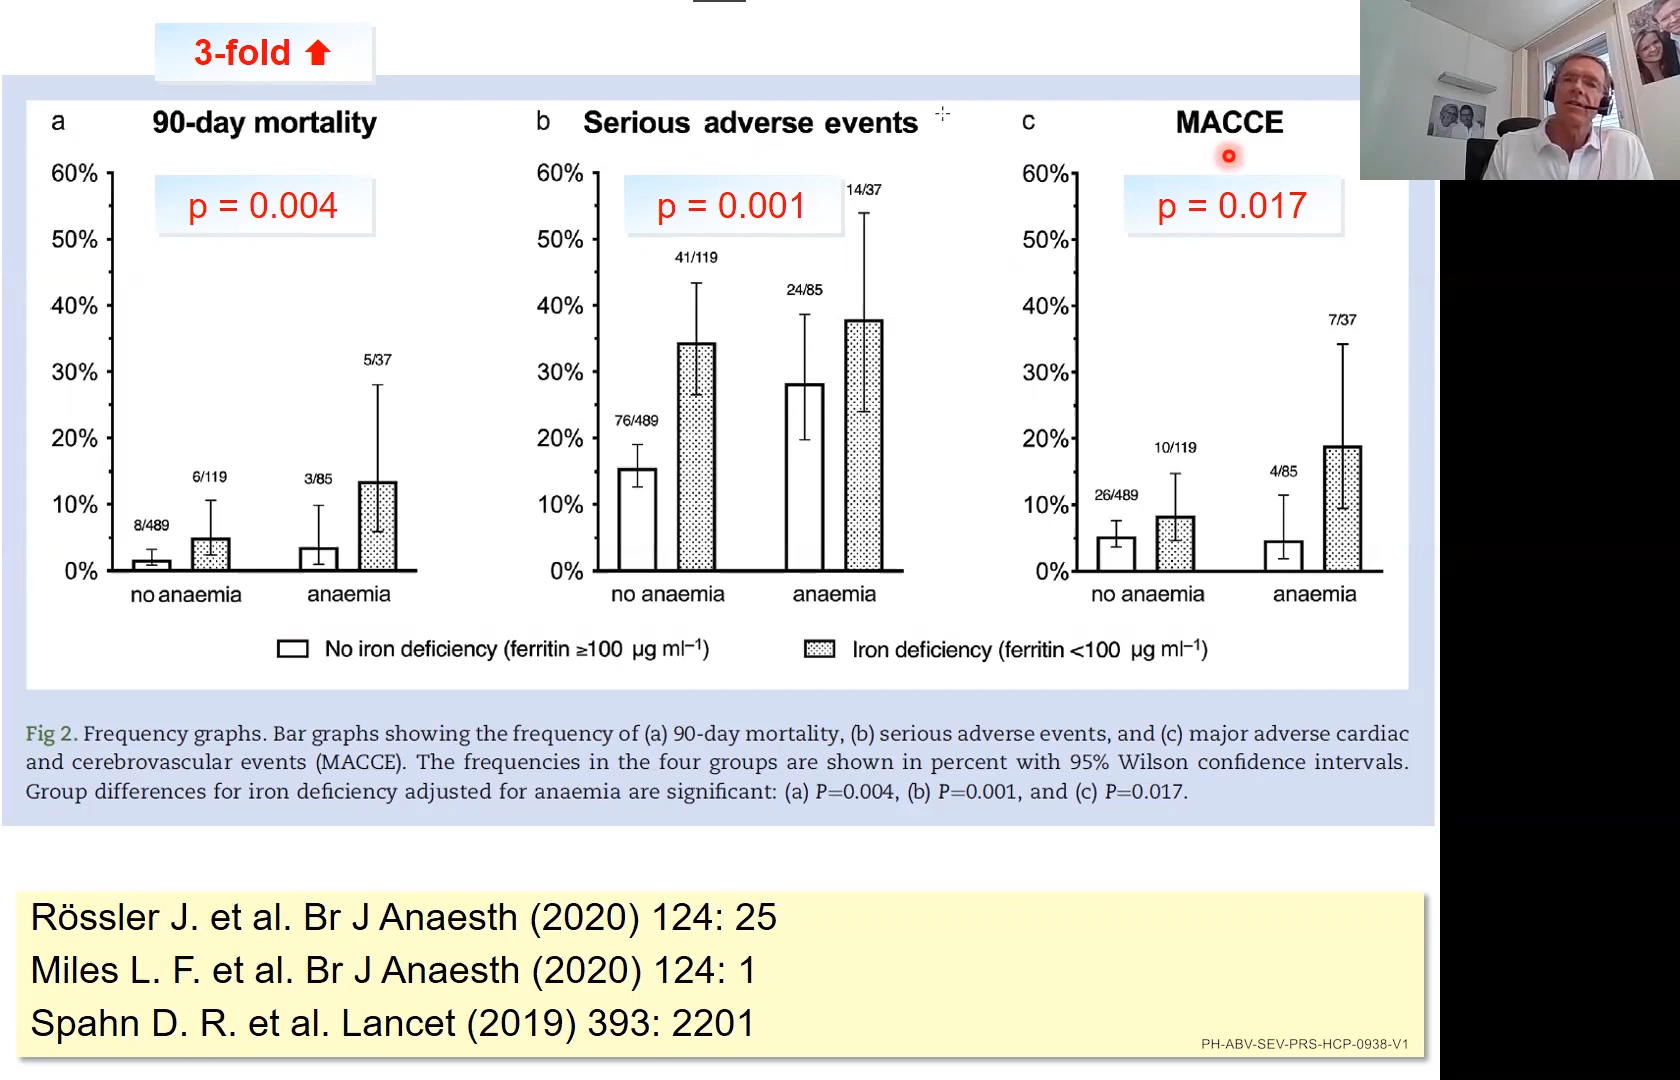 3-fold ⬆
a 90-day mortality
p = 0.004
60%
50%
40%
30%
20%
10%
0%
8/489
6/119
3/85
5/37
no anaemia
anaemia
b Serious adverse events
p = 0.001
60%
50%
40%
30%
20%
10%
0%
76/489
41/119
24/85
14/37
no anaemia
anaemia
c MACCE
p = 0.017
60%
50%
40%
30%
20%
10%
0%
26/489
10/119
4/85
7/37
no anaemia
anaemia
No iron deficiency (ferritin ≥100 µg ml⁻¹)
Iron deficiency (ferritin <100 µg ml⁻¹)
Fig 2. Frequency graphs. Bar graphs showing the frequency of (a) 90-day mortality, (b) serious adverse events, and (c) major adverse cardiac
and cerebrovascular events (MACCE). The frequencies in the four groups are shown in percent with 95% Wilson confidence intervals.
Group differences for iron deficiency adjusted for anaemia are significant: (a) P=0.004, (b) P=0.001, and (c) P=0.017.
Rössler J. et al. Br J Anaesth (2020) 124: 25
Miles L. F. et al. Br J Anaesth (2020) 124: 1
Spahn D. R. et al. Lancet (2019) 393: 2201
PH-ABV-SEV-PRS-HCP-0938-V1